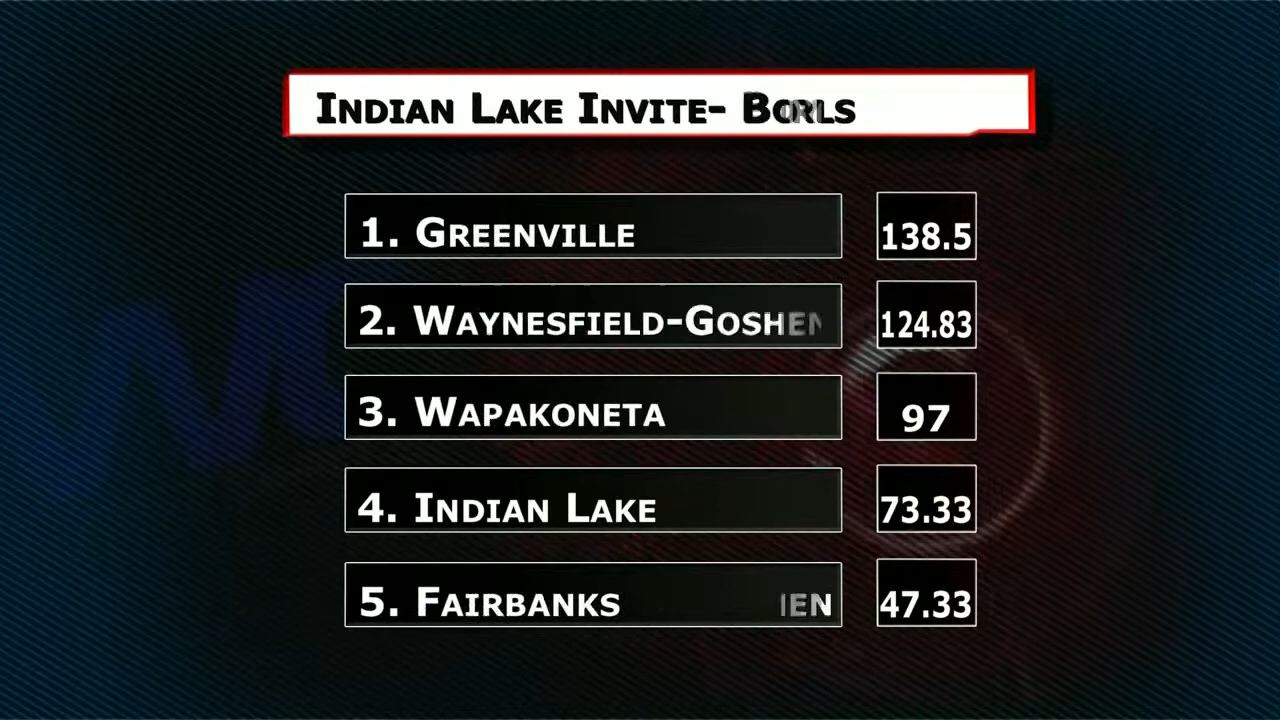 INDIAN LAKE INVITE-
1. GREENVILLE 138.5
2. WAYNESFIELD-GOSHEN 124.83
3. WAPAKONETA 97
4. INDIAN LAKE 73.33
5. FAIRBANKS 47.33